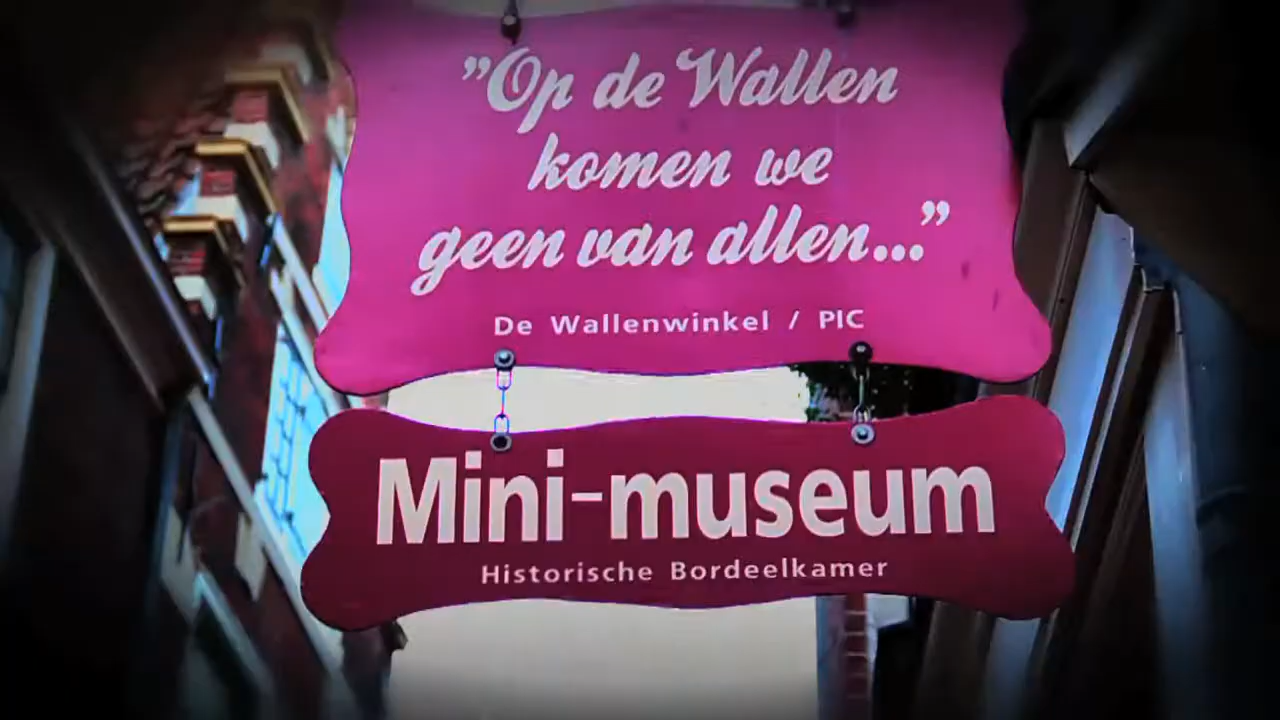 ”Op de Wallen
komen we
geen van allen...”
De Wallenwinkel / PIC
Mini-museum
Historische Bordeelkamer